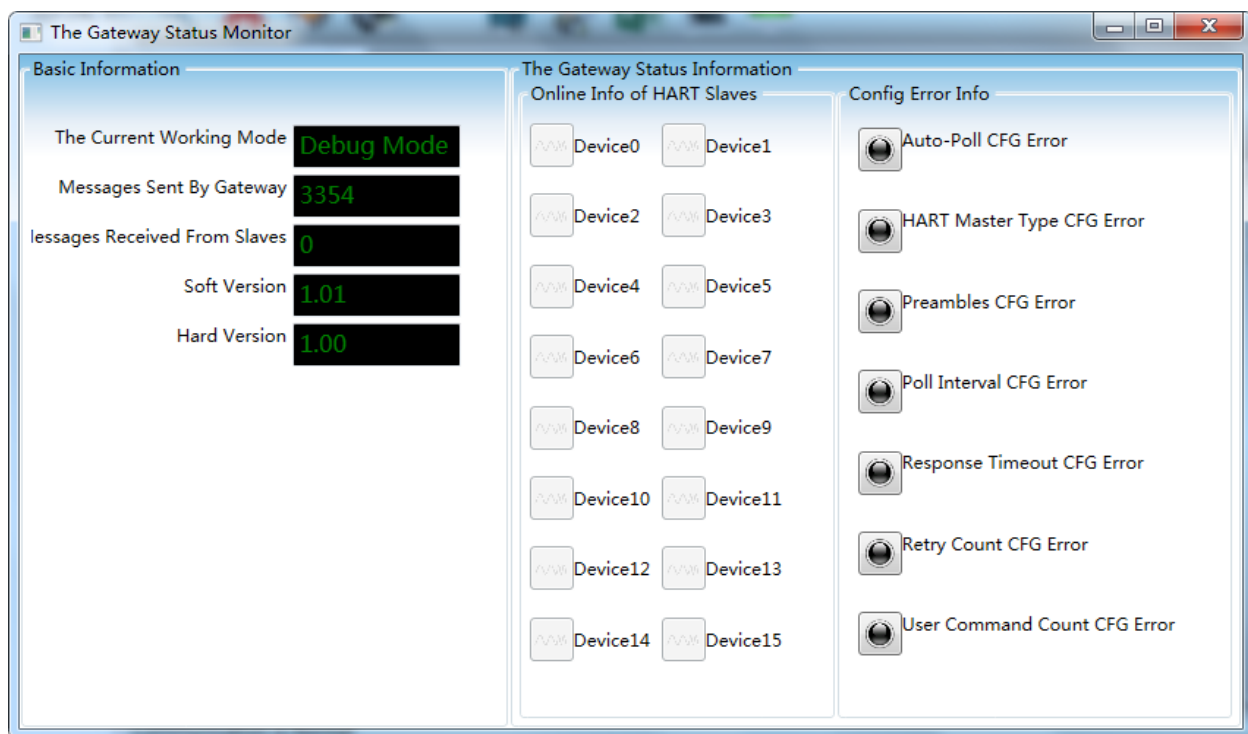 The Gateway Status Monitor
Basic Information
The Current Working Mode Debug Mode
Messages Sent By Gateway 3354
lessages Received From Slaves 0
Soft Version 1.01
Hard Version 1.00
The Gateway Status Information
Online Info of HART Slaves
Device0 Device1
Device2 Device3
Device4 Device5
Device6 Device7
Device8 Device9
Device10 Device11
Device12 Device13
Device14 Device15
Config Error Info
Auto-Poll CFG Error
HART Master Type CFG Error
Preambles CFG Error
Poll Interval CFG Error
Response Timeout CFG Error
Retry Count CFG Error
User Command Count CFG Error